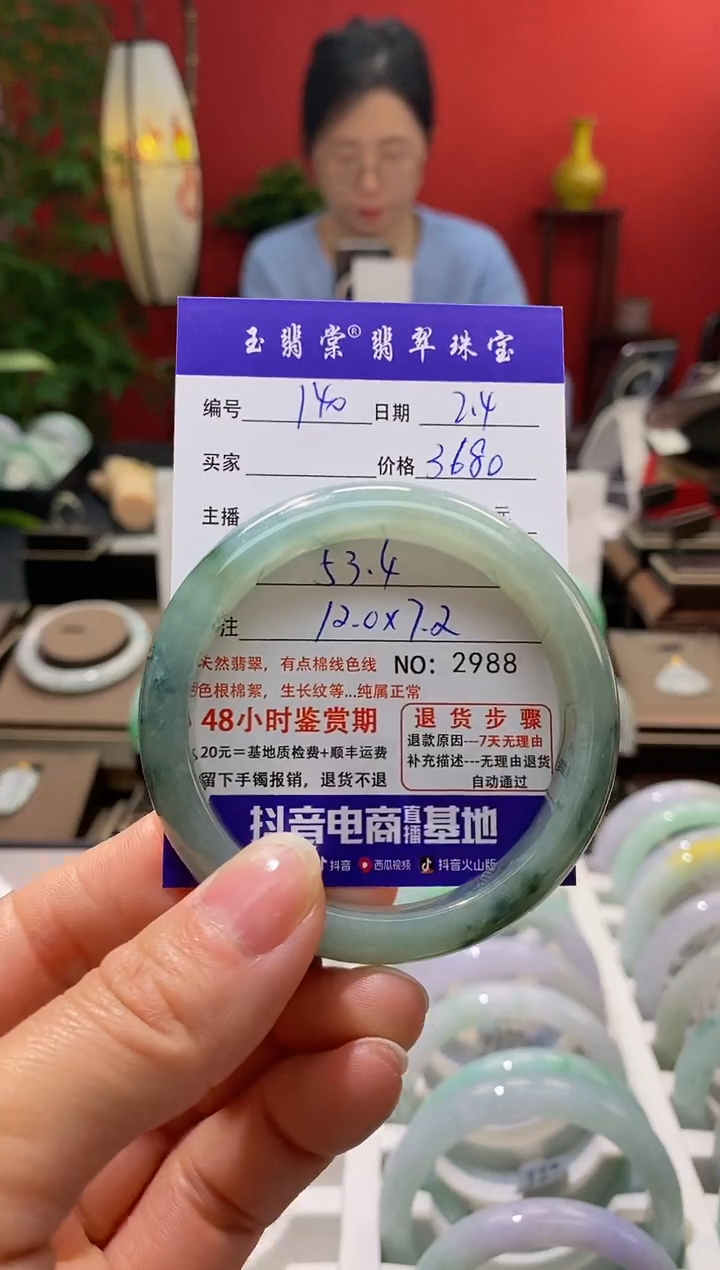 玉翡棠®翡翠珠宝
编号 140 日期 2.4
买家 价格 3680
主播 元
53.4
注 12.0x7.2
天然翡翠，有点棉线色线 NO: 2988
色根棉絮，生长纹等...纯属正常
48小时鉴赏期
20元=基地质检费+顺丰运费
留下手镯报销，退货不退
退货步骤
退款原因---7天无理由
补充描述---无理由退货
自动通过
抖音电商直播基地
抖音 西瓜视频 抖音火山版